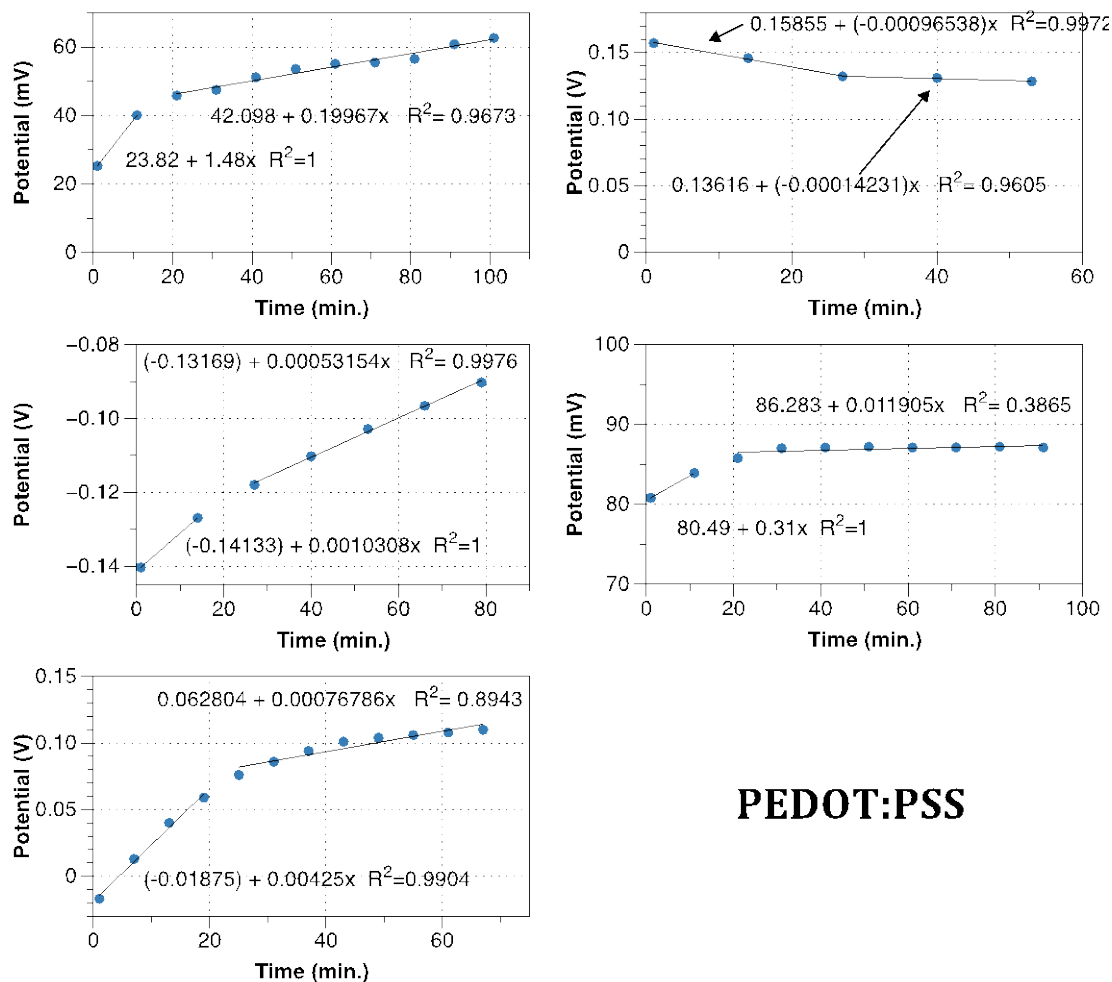 60
40
20
0
Potential (mV)
42.098 + 0.19967x R²= 0.9673
23.82 + 1.48x R²=1
0 20 40 60 80 100
Time (min.)
0.15
0.10
0.05
0
Potential (V)
0.15855 + (-0.00096538)x R²=0.9972
0.13616 + (-0.00014231)x R²= 0.9605
0 20 40 60
Time (min.)
−0.08
−0.10
−0.12
−0.14
Potential (V)
(-0.13169) + 0.00053154x R²= 0.9976
(-0.14133) + 0.0010308x R²=1
0 20 40 60 80
Time (min.)
100
90
80
70
Potential (mV)
86.283 + 0.011905x R²= 0.3865
80.49 + 0.31x R²=1
0 20 40 60 80 100
Time (min.)
0.15
0.10
0.05
0
Potential (V)
0.062804 + 0.00076786x R²= 0.8943
(-0.01875) + 0.00425x R²=0.9904
0 20 40 60
Time (min.)
PEDOT:PSS